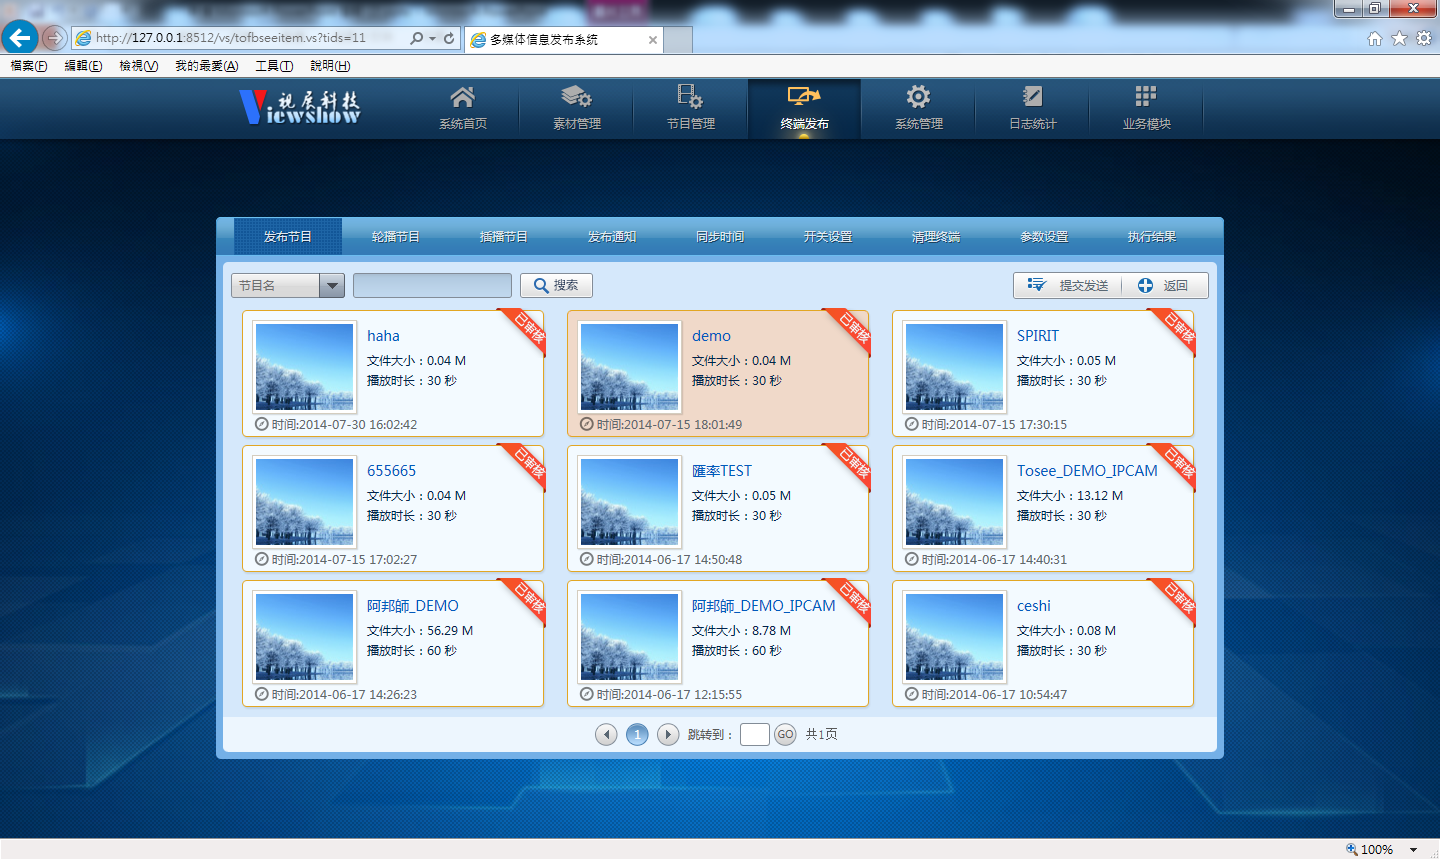 http://127.0.0.1:8512/vs/tofbseeitem.vs?tids=11
多媒体信息发布系统
檔案(F) 編輯(E) 檢視(V) 我的最愛(A) 工具(T) 說明(H)
视展科技
Viewshow
系统首页 素材管理 节目管理 终端发布 系统管理 日志统计 业务模块
发布节目 轮播节目 插播节目 发布通知 同步时间 开关设置 清理终端 参数设置 执行结果
节目名 搜索 提交发送 返回
haha
已审核
文件大小：0.04 M
播放时长：30 秒
时间:2014-07-30 16:02:42
demo
已审核
文件大小：0.04 M
播放时长：30 秒
时间:2014-07-15 18:01:49
SPIRIT
已审核
文件大小：0.05 M
播放时长：30 秒
时间:2014-07-15 17:30:15
655665
已审核
文件大小：0.04 M
播放时长：30 秒
时间:2014-07-15 17:02:27
匯率TEST
已审核
文件大小：0.05 M
播放时长：30 秒
时间:2014-06-17 14:50:48
Tosee_DEMO_IPCAM
已审核
文件大小：13.12 M
播放时长：30 秒
时间:2014-06-17 14:40:31
阿邦師_DEMO
已审核
文件大小：56.29 M
播放时长：60 秒
时间:2014-06-17 14:26:23
阿邦師_DEMO_IPCAM
已审核
文件大小：8.78 M
播放时长：60 秒
时间:2014-06-17 12:15:55
ceshi
已审核
文件大小：0.08 M
播放时长：30 秒
时间:2014-06-17 10:54:47
1 跳转到： GO 共1页
100%